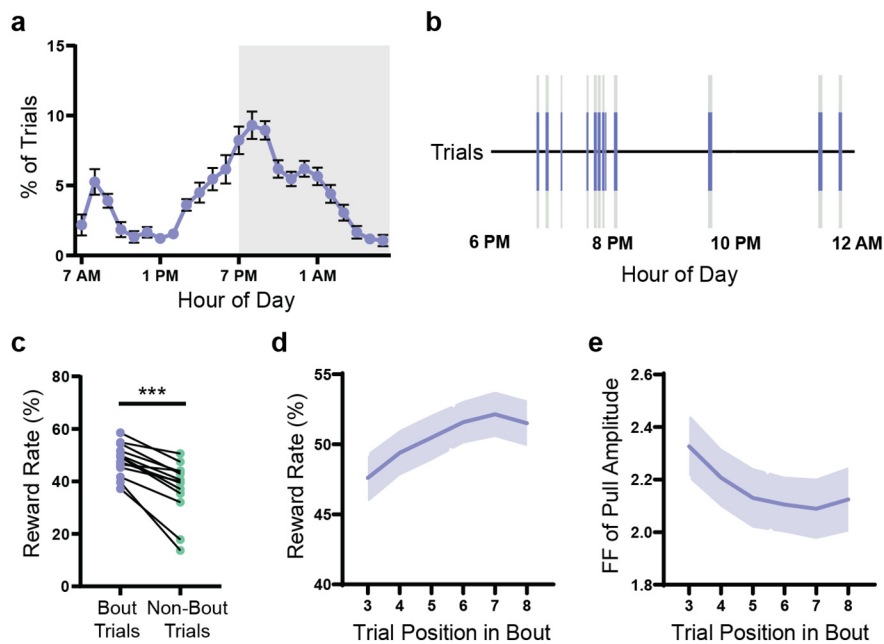 a
15
10
5
0
% of Trials
7 AM
1 PM
7 PM
1 AM
Hour of Day
b
Trials
6 PM
8 PM
10 PM
12 AM
Hour of Day
c
80
60
40
20
0
Reward Rate (%)
***
Bout
Trials
Non-Bout
Trials
d
55
50
45
40
Reward Rate (%)
3 4 5 6 7 8
Trial Position in Bout
e
2.6
2.4
2.2
2.0
1.8
FF of Pull Amplitude
3 4 5 6 7 8
Trial Position in Bout